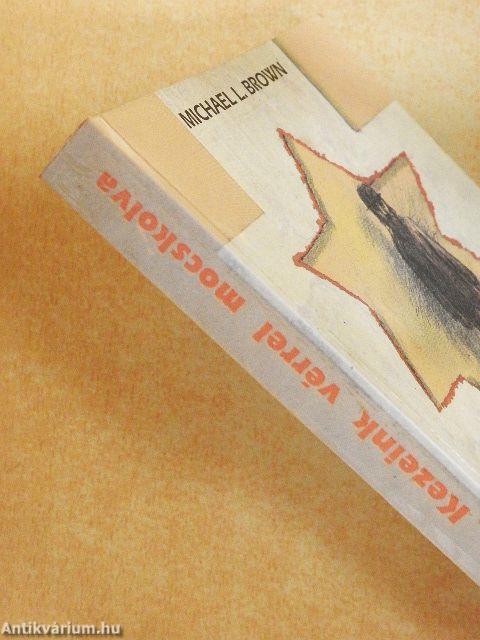 MICHAEL L. BROWN
Kezeink vérrel mocskolva
Antikvárium.hu